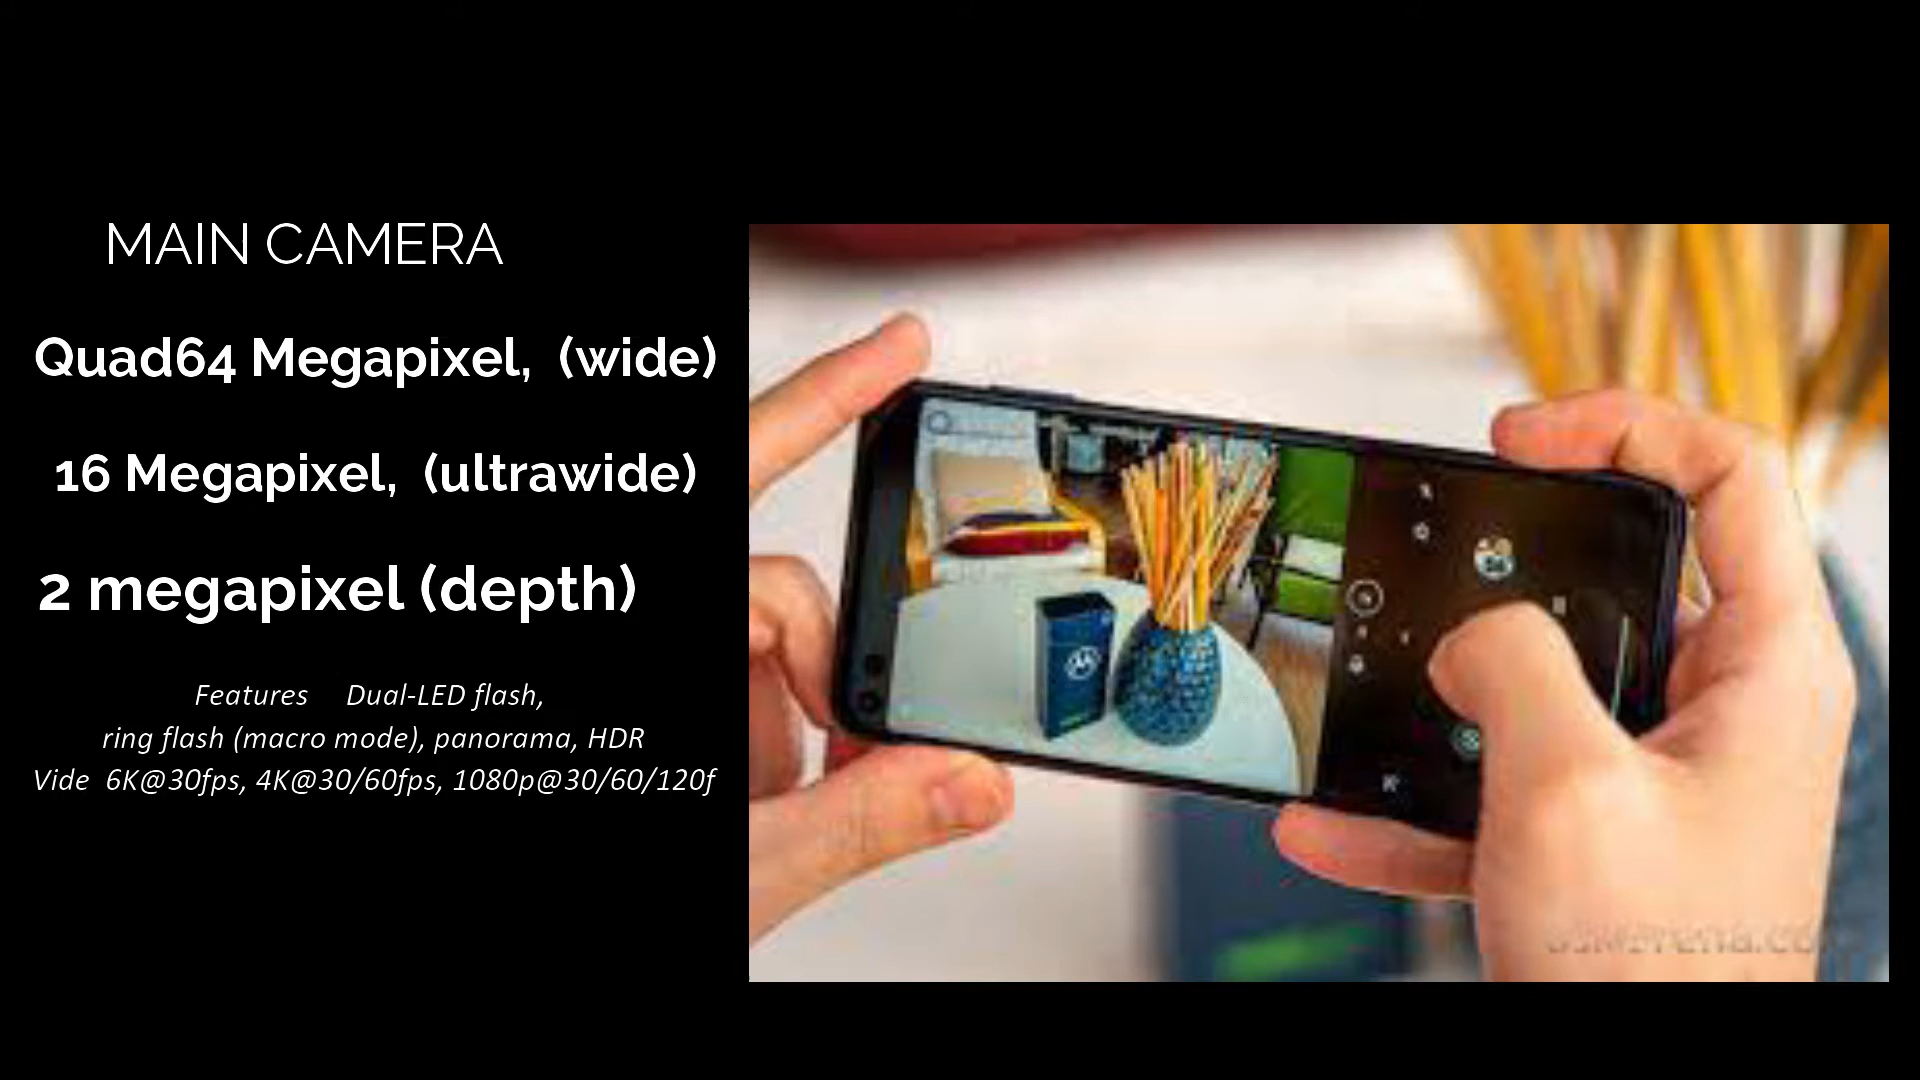 MAIN CAMERA
Quad64 Megapixel, (wide)
16 Megapixel, (ultrawide)
2 megapixel (depth)
Features Dual-LED flash,
ring flash (macro mode), panorama, HDR
Vide 6K@30fps, 4K@30/60fps, 1080p@30/60/120f